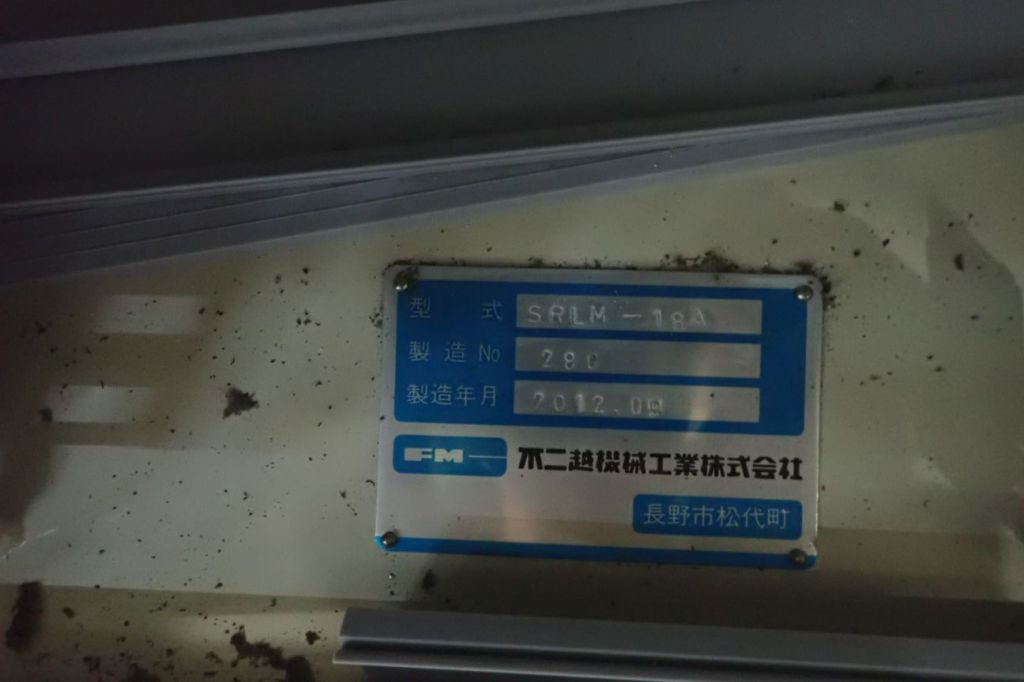 型式 SRLM-18A
製造No
製造年月 2012.09
FM 不二越機械工業株式会社
長野市松代町